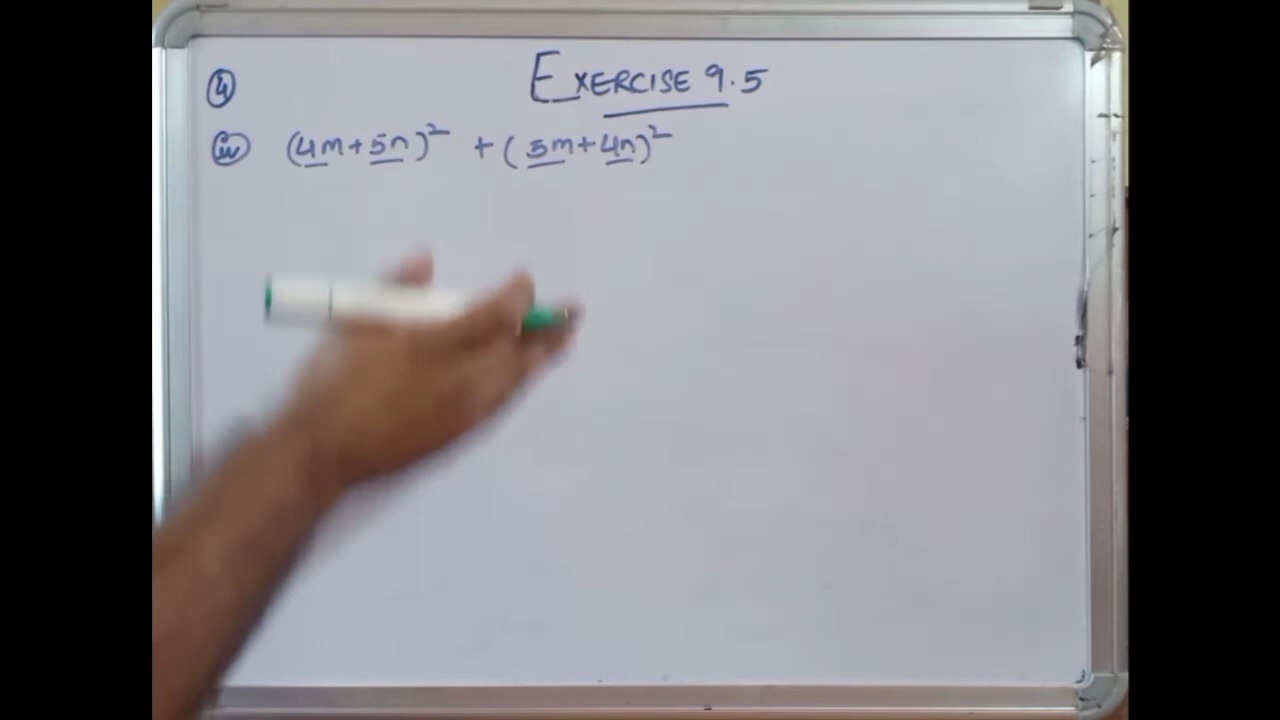 EXERCISE 9.5
④
(iv) (4m+5n)² + (5m+4n)²